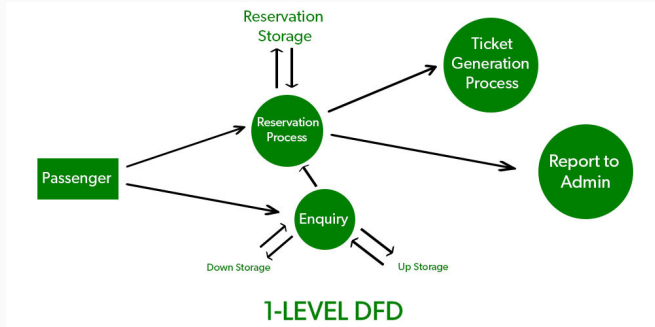 Reservation
Storage
Ticket
Generation
Process
Reservation
Process
Report to
Admin
Passenger
Enquiry
Down Storage
Up Storage
1-LEVEL DFD